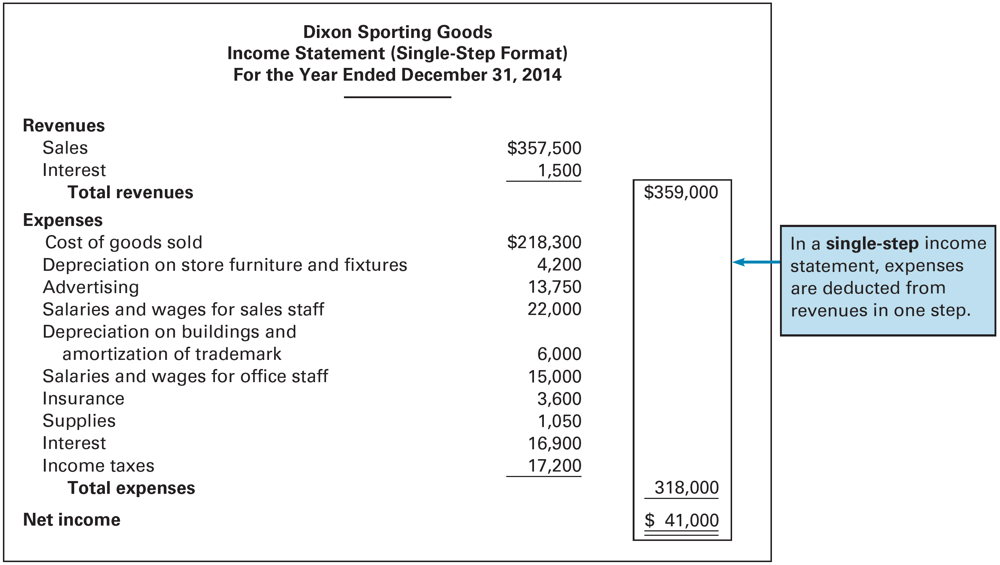 Dixon Sporting Goods
Income Statement (Single-Step Format)
For the Year Ended December 31, 2014
Revenues
Sales $357,500
Interest 1,500
Total revenues $359,000
Expenses
Cost of goods sold $218,300
Depreciation on store furniture and fixtures 4,200
Advertising 13,750
Salaries and wages for sales staff 22,000
Depreciation on buildings and
amortization of trademark 6,000
Salaries and wages for office staff 15,000
Insurance 3,600
Supplies 1,050
Interest 16,900
Income taxes 17,200
Total expenses 318,000
Net income $ 41,000
In a single-step income
statement, expenses
are deducted from
revenues in one step.